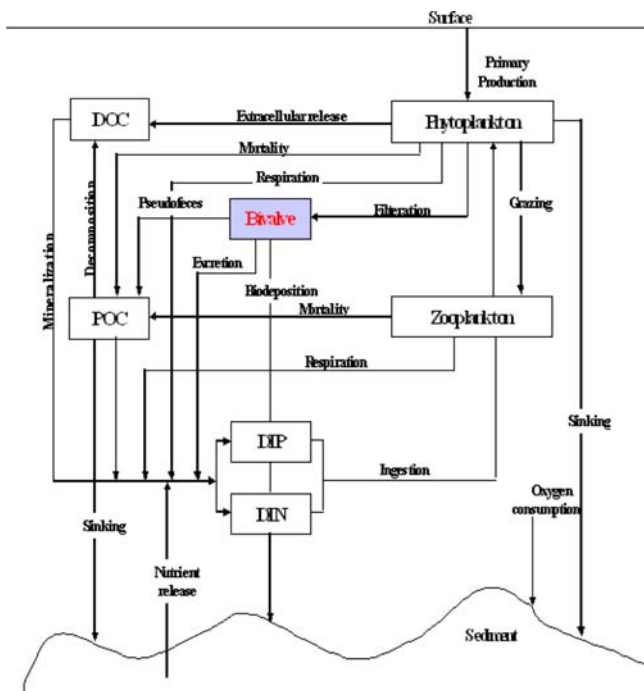 Surface
Primary
Production
DOC
Extracellular release
Phytoplankton
Mortality
Respiration
Pseudofeces
Bivalve
Filteration
Grazing
Mineralization
Decomposition
Excretion
Biodeposition
POC
Mortality
Zooplankton
Respiration
DIP
Sinking
Ingestion
DIN
Oxygen
consumption
Sinking
Nutrient
release
Sediment